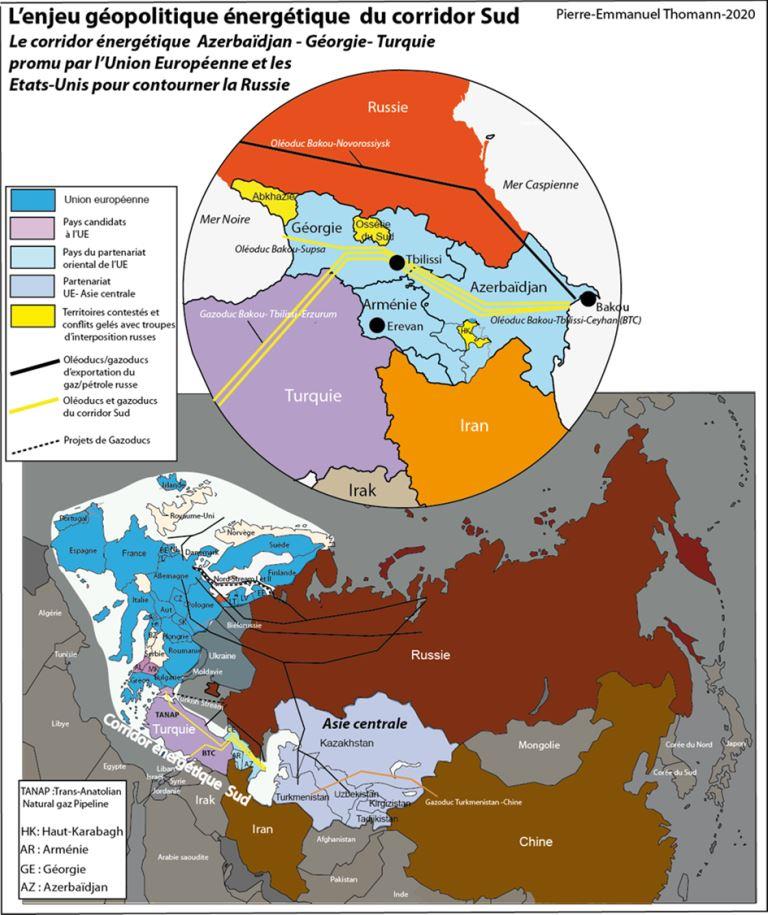 L'enjeu géopolitique énergétique du corridor Sud
Pierre-Emmanuel Thomann-2020
Le corridor énergétique Azerbaïdjan - Géorgie- Turquie
promu par l'Union Européenne et les
Etats-Unis pour contourner la Russie
Russie
Oléoduc Bakou-Novorossiysk
Mer Caspienne
Abkhazie
Mer Noire
Géorgie
Ossétie
du Sud
Oléoduc Bakou-Supsa
Tbilissi
Azerbaïdjan
Bakou
Arménie
Gazoduc Bakou- Tbilissi-Erzurum
Oléoduc Bakou-Tbilissi-Ceyhan (BTC)
Erevan
HK
Turquie
Iran
Irak
Union européenne
Pays candidats
à l'UE
Pays du partenariat
oriental de l'UE
Partenariat
UE- Asie centrale
Territoires contestés et
conflits gelés avec troupes
d'interposition russes
Oléoducs/gazoducs
d'exportation du
gaz/pétrole russe
Oléoducs et gazoducs
du corridor Sud
Projets de Gazoducs
Irlande
Royaume-Uni
Portugal
Norvège
Espagne
France
Danemark
Suède
Finlande
Allemagne
Nord Stream I et II
LV
Italie
CZ
Pologne
Aut
SK
Biélorussie
Algérie
Hongrie
Serbie
Roumanie
Ukraine
Russie
Tunisie
Moldavie
Grèce
Bulgarie
Turkish Stream
TANAP
Turquie
Corridor énergétique Sud
Asie centrale
Kazakhstan
Mongolie
Corée du Nord
Japon
Corée du Sud
Libye
BTC
GE
AR
AZ
Egypte
Liban
Israel
Syrie
Jordanie
Irak
Turkmenistan
Uzbékistan
Kirgizistan
Tadjikistan
Gazoduc Turkmenistan -Chine
Iran
Chine
Afghanistan
Arabie saoudite
Pakistan
Inde
TANAP :Trans-Anatolian
Natural gaz Pipeline
HK: Haut-Karabagh
AR : Arménie
GE : Géorgie
AZ : Azerbaïdjan